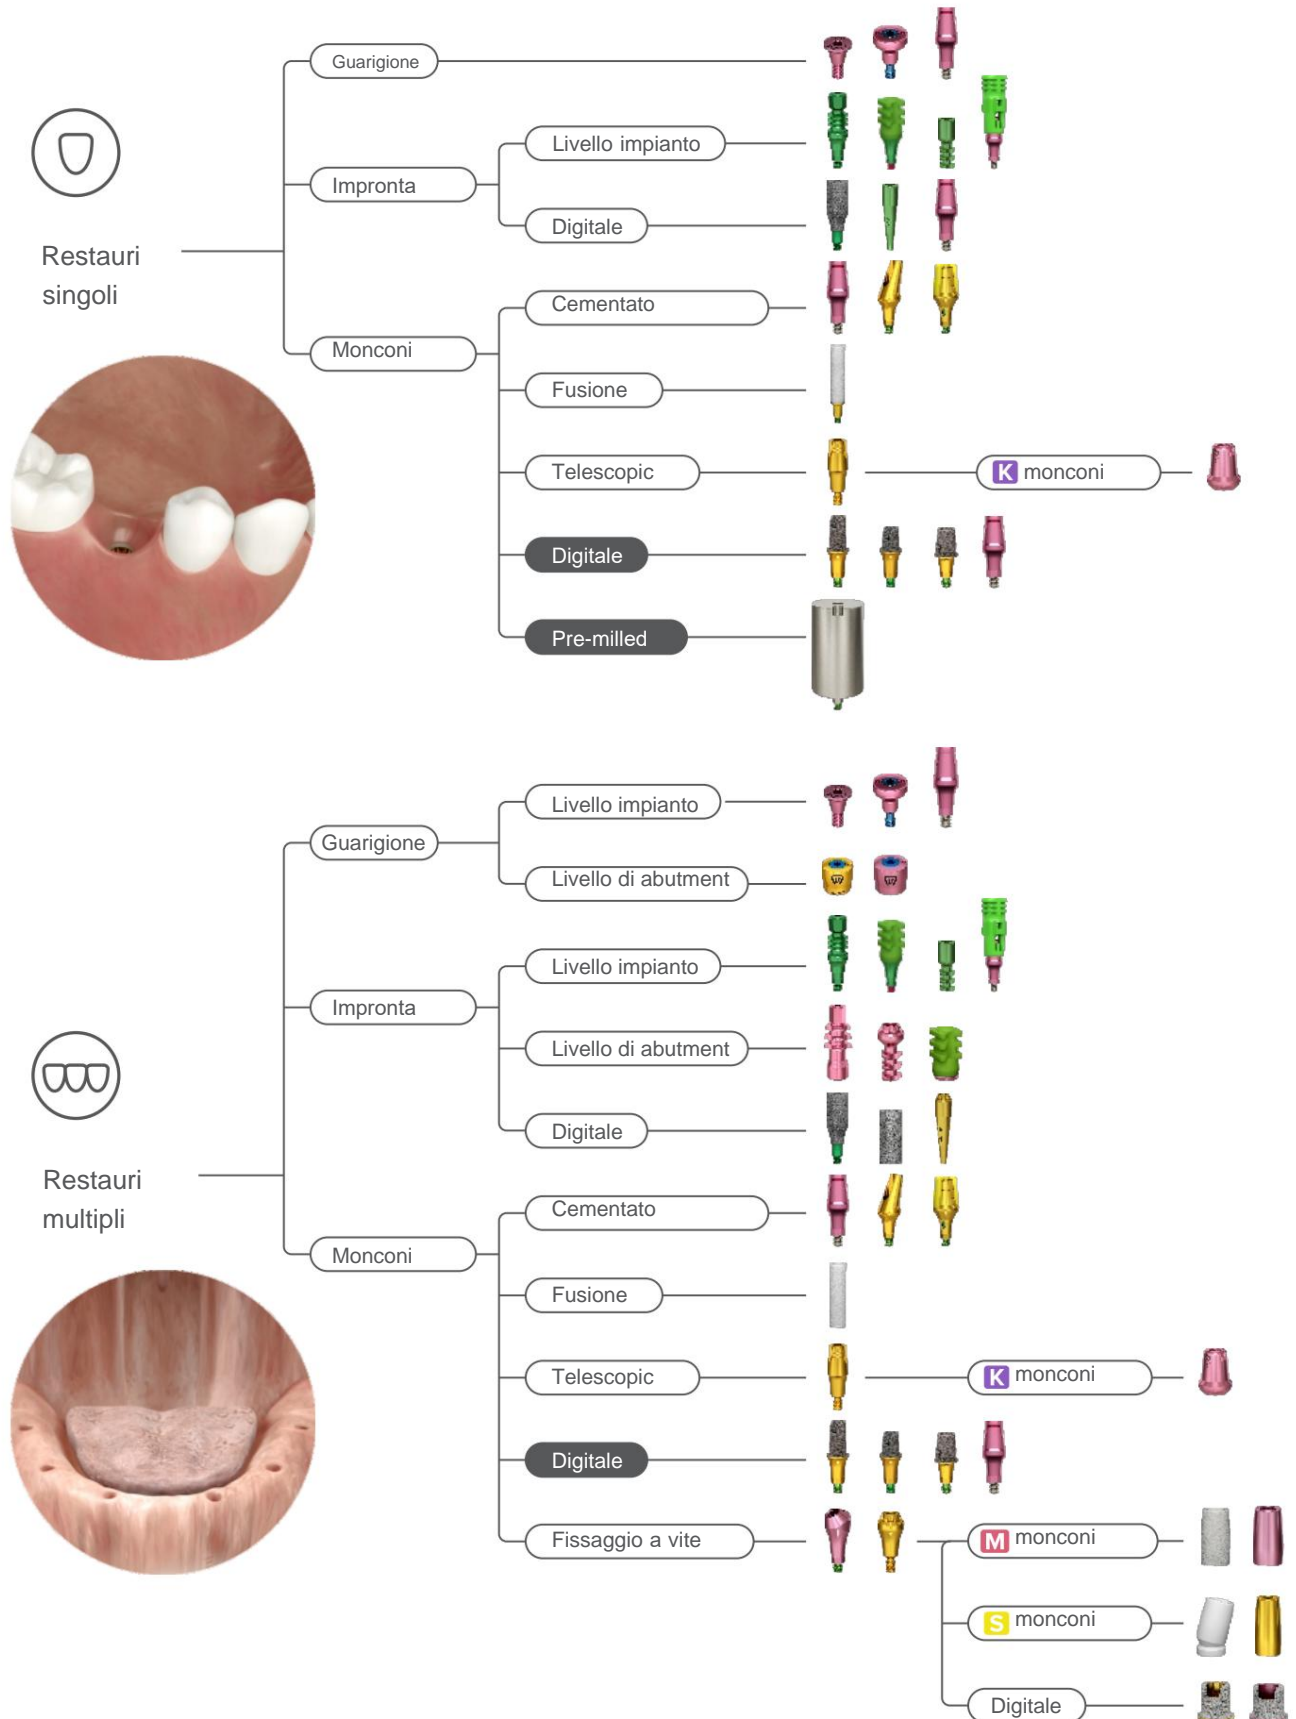 Guarigione
Livello impianto
Impronta
Digitale
Restauri
singoli
Cementato
Monconi
Fusione
Telescopic
K monconi
Digitale
Pre-milled
Livello impianto
Guarigione
Livello di abutment
Livello impianto
Impronta
Livello di abutment
Digitale
Restauri
multipli
Cementato
Monconi
Fusione
Telescopic
K monconi
Digitale
Fissaggio a vite
M monconi
S monconi
Digitale